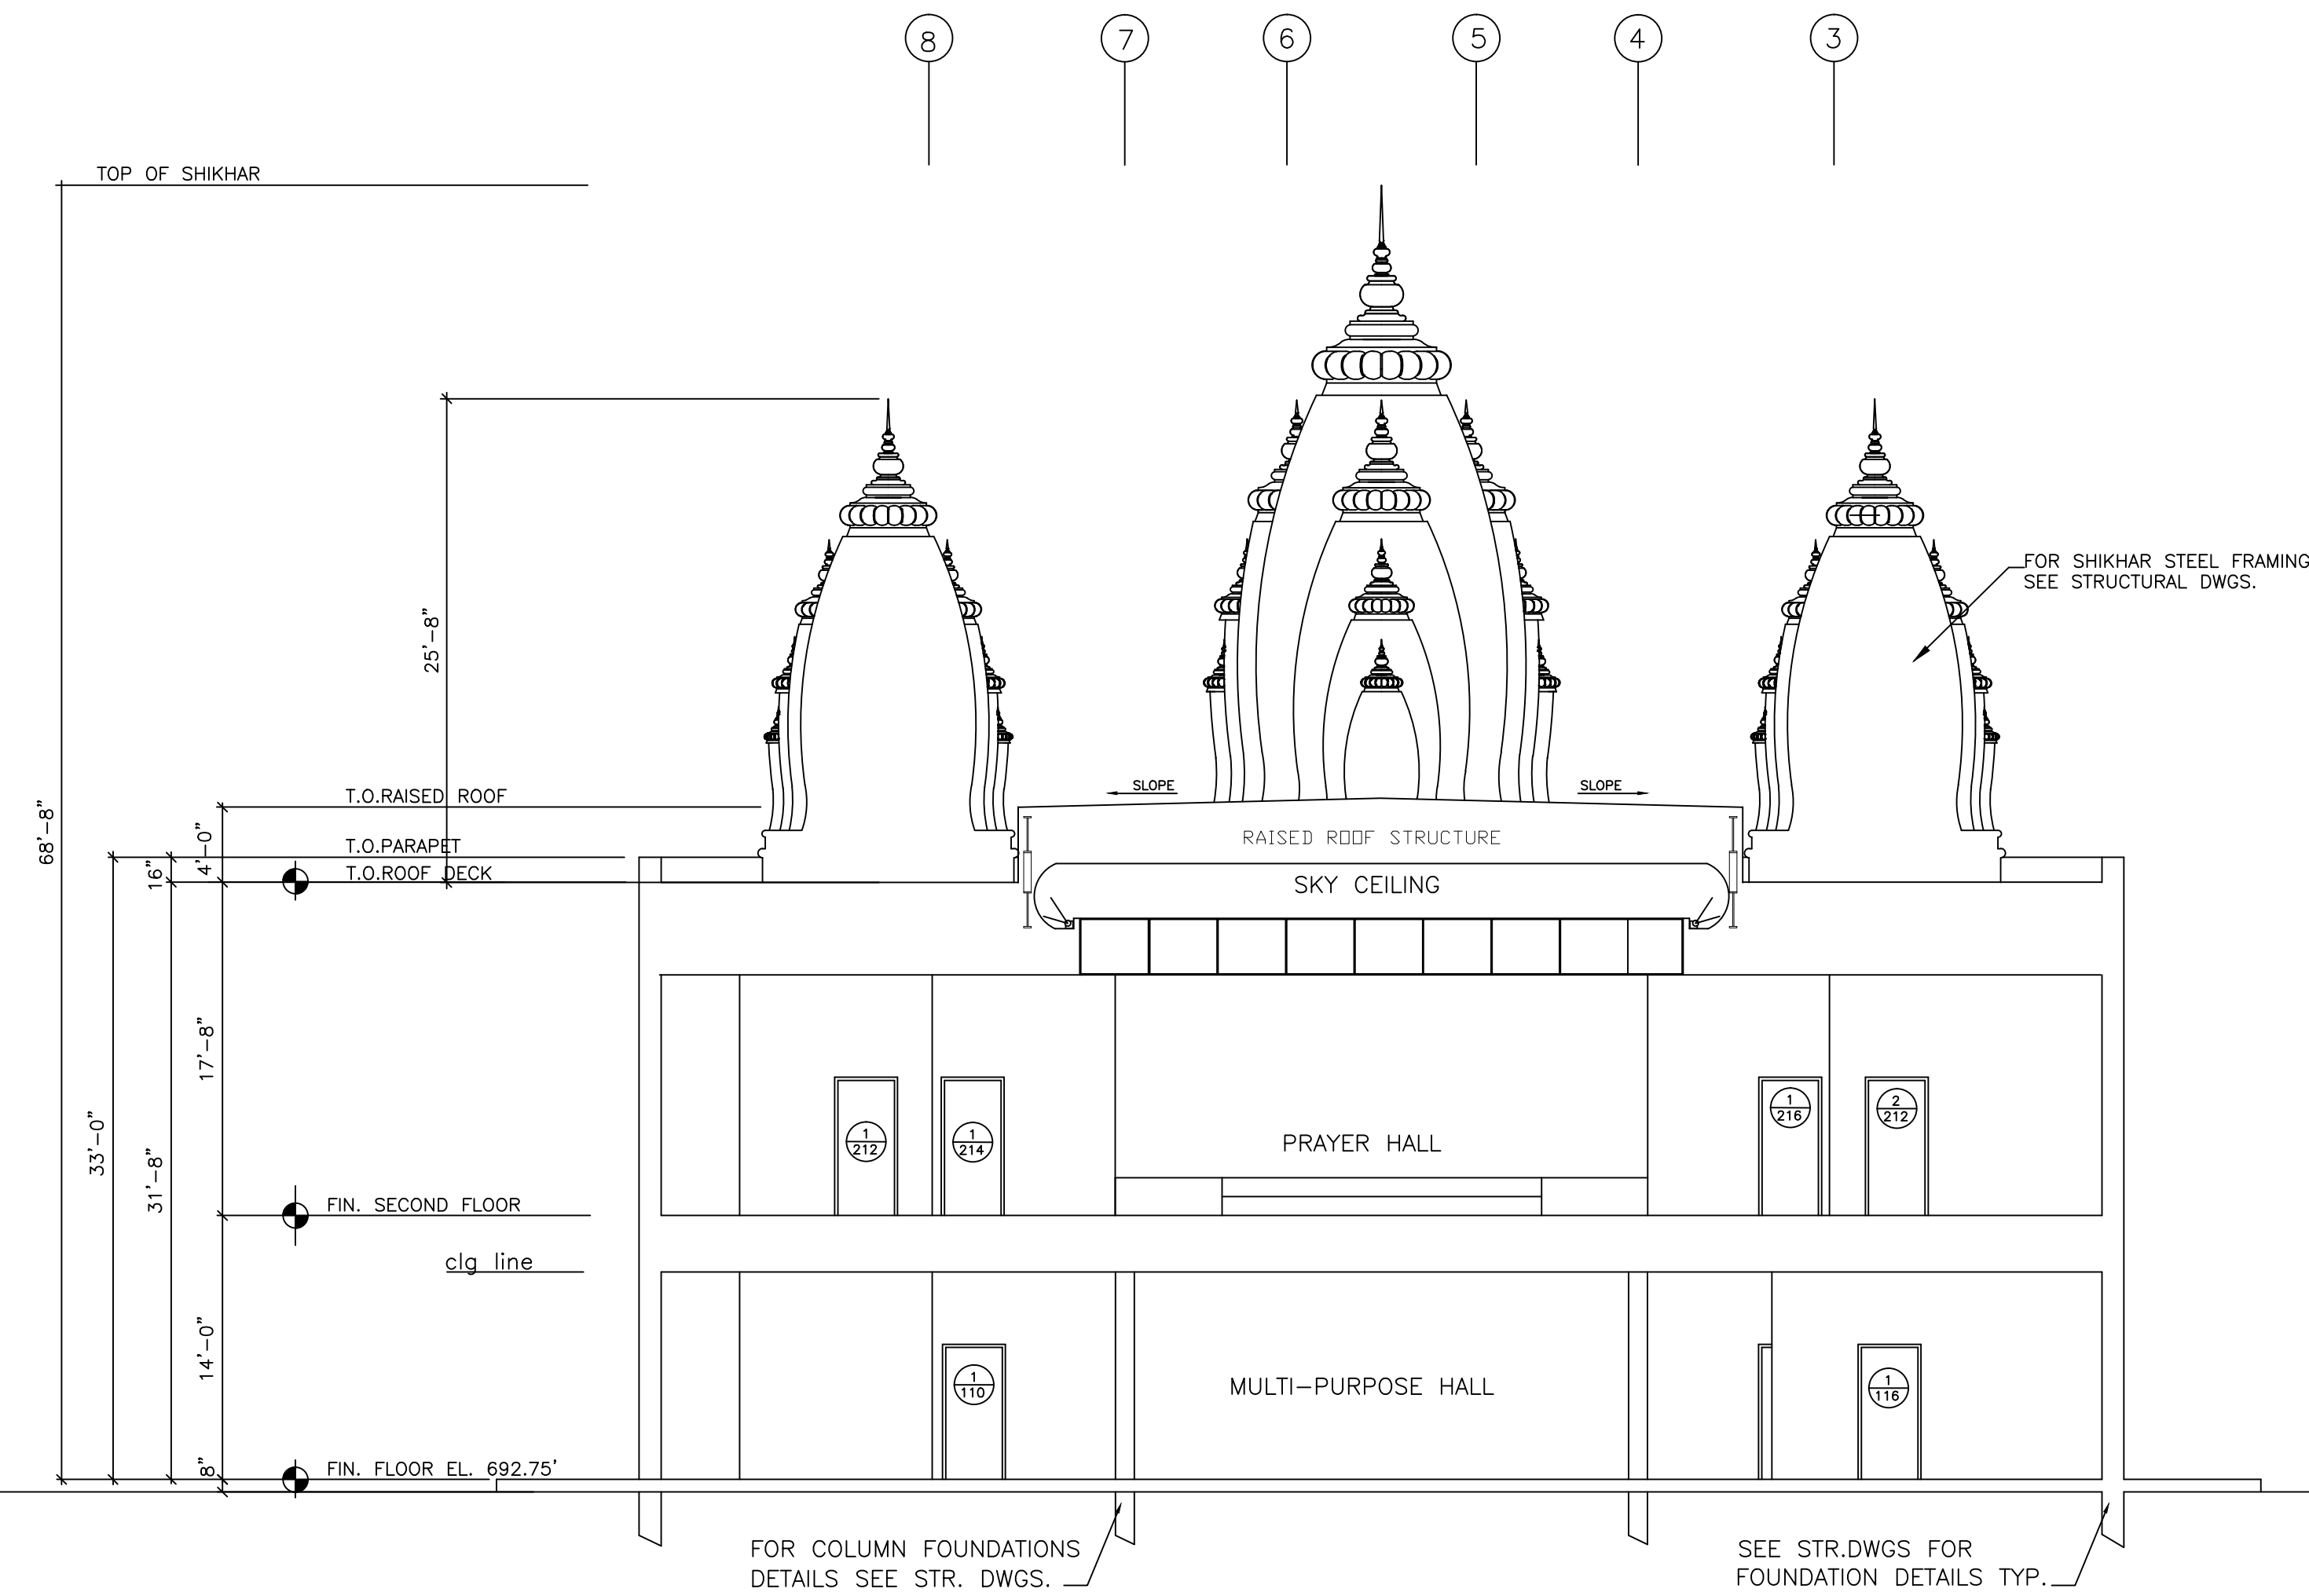 8
7
6
5
4
3
TOP OF SHIKHAR
FOR SHIKHAR STEEL FRAMING
SEE STRUCTURAL DWGS.
25'-8"
68'-8"
T.O.RAISED ROOF
SLOPE
SLOPE
4'-0"
16"
T.O.PARAPET
RAISED ROOF STRUCTURE
T.O.ROOF DECK
SKY CEILING
17'-8"
33'-0"
31'-8"
1
212
1
214
PRAYER HALL
1
216
2
212
FIN. SECOND FLOOR
clg line
14'-0"
1
110
MULTI-PURPOSE HALL
1
116
8"
FIN. FLOOR EL. 692.75'
FOR COLUMN FOUNDATIONS
DETAILS SEE STR. DWGS.
SEE STR.DWGS FOR
FOUNDATION DETAILS TYP.